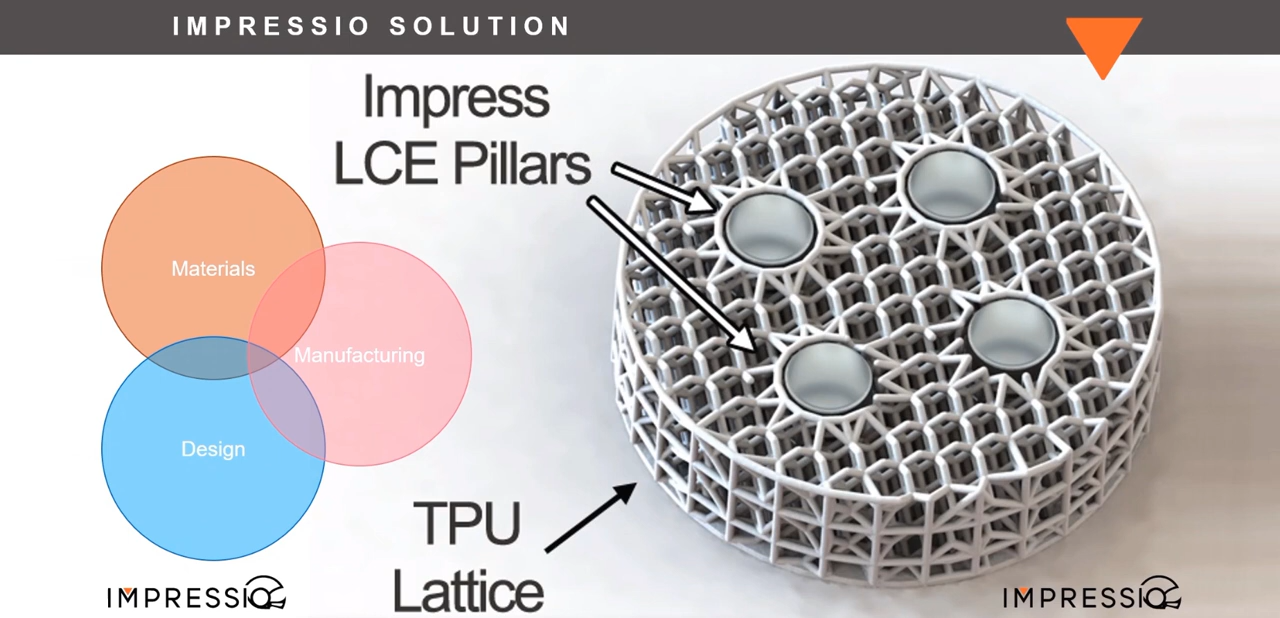 IMPRESSIO SOLUTION
Impress
LCE Pillars
Materials
Manufacturing
Design
TPU
Lattice
IMPRESSIO
IMPRESSIO